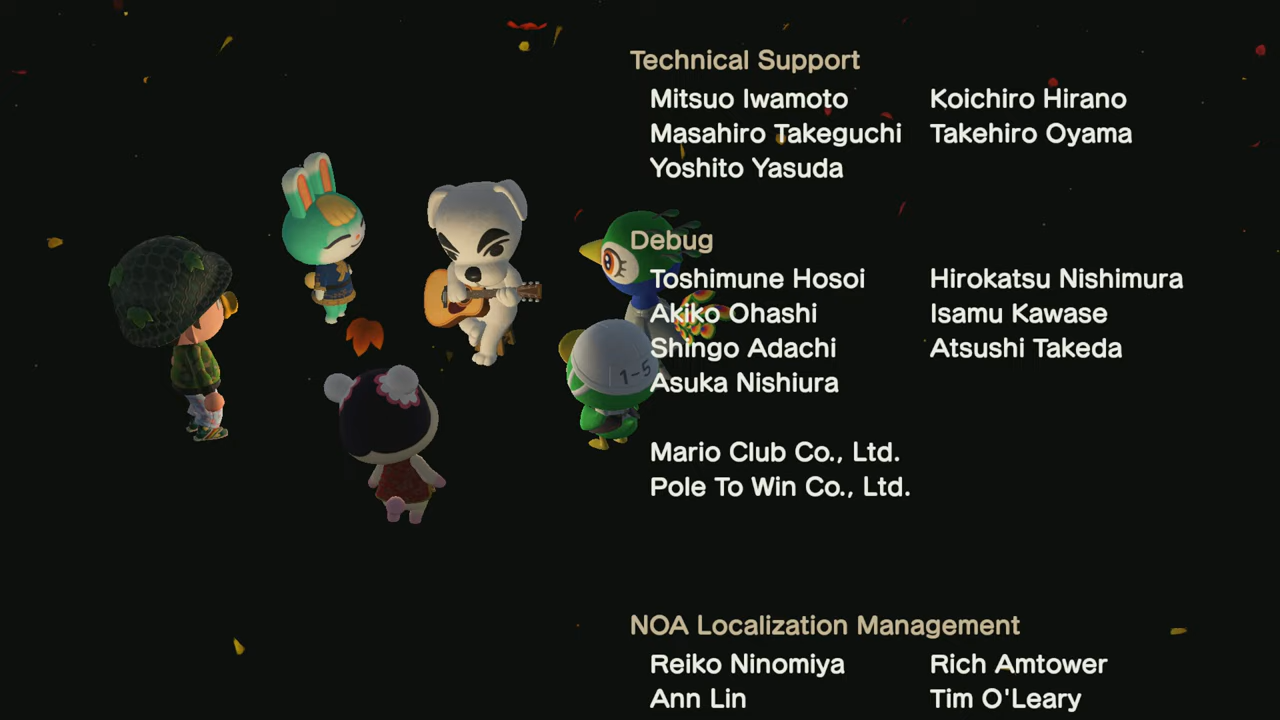 Technical Support
Mitsuo Iwamoto Koichiro Hirano
Masahiro Takeguchi Takehiro Oyama
Yoshito Yasuda
Debug
Toshimune Hosoi Hirokatsu Nishimura
Akiko Ohashi Isamu Kawase
Shingo Adachi Atsushi Takeda
1-5
Asuka Nishiura
Mario Club Co., Ltd.
Pole To Win Co., Ltd.
NOA Localization Management
Reiko Ninomiya Rich Amtower
Ann Lin Tim O'Leary